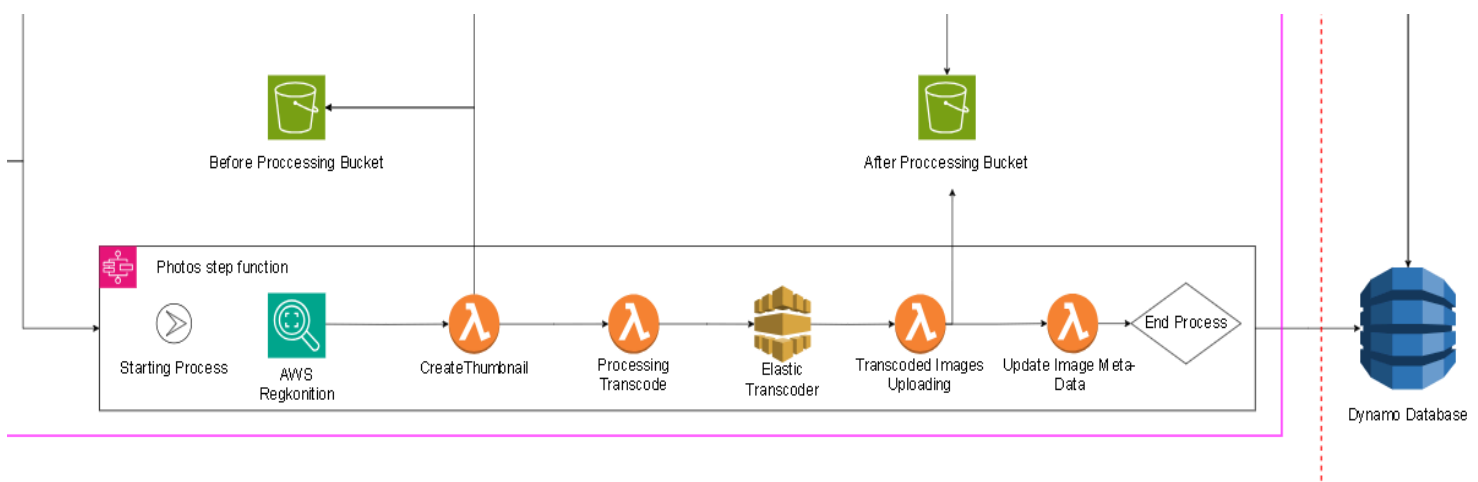 Before Proccessing Bucket
After Proccessing Bucket
Photos step function
Starting Process
AWS
Regkonition
CreateThumbnail
Processing
Transcode
Elastic
Transcoder
Transcoded Images
Uploading
Update Image Meta-
Data
End Process
Dynamo Database